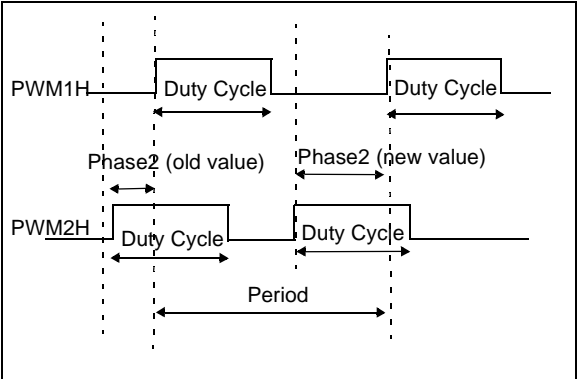 PWM1H
Duty Cycle
Duty Cycle
Phase2 (old value)
Phase2 (new value)
PWM2H
Duty Cycle
Duty Cycle
Period